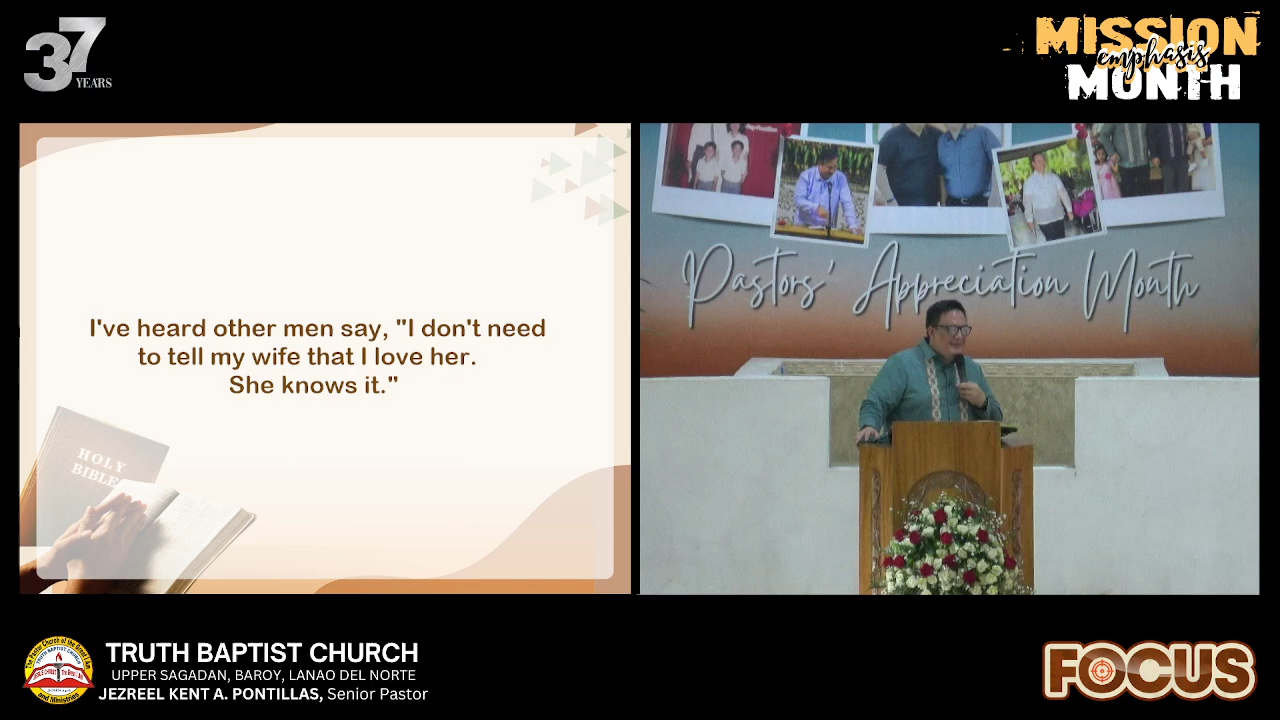 37
YEARS
MISSION
emphasis
MONTH
I've heard other men say, "I don't need
to tell my wife that I love her.
She knows it."
HOLY
BIBLE
Pastors' Appreciation Month
TRUTH BAPTIST CHURCH
UPPER SAGADAN, BAROY, LANAO DEL NORTE
JEZREEL KENT A. PONTILLAS, Senior Pastor
FOCUS